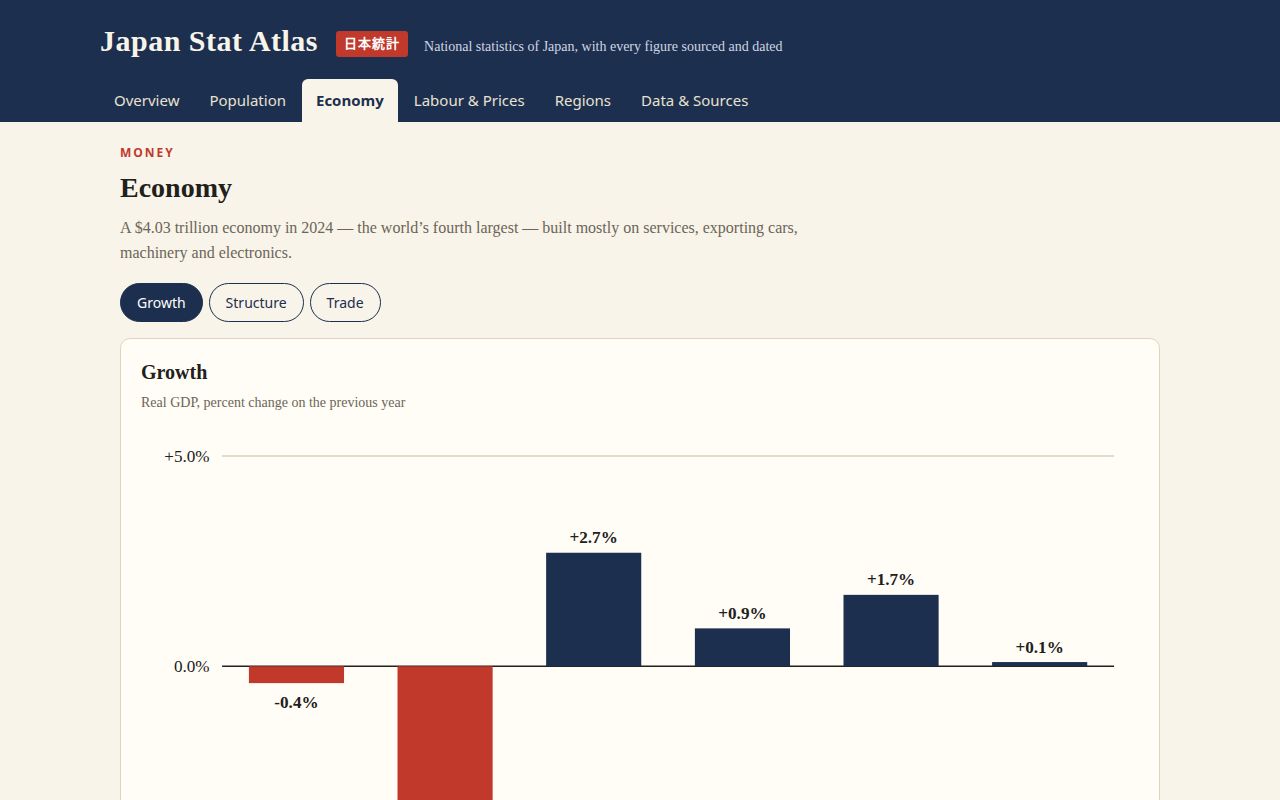 Japan Stat Atlas 日本統計 National statistics of Japan, with every figure sourced and dated
Overview Population Economy Labour & Prices Regions Data & Sources
MONEY
Economy
A $4.03 trillion economy in 2024 — the world’s fourth largest — built mostly on services, exporting cars,
machinery and electronics.
Growth Structure Trade
Growth
Real GDP, percent change on the previous year
+5.0%
+2.7%
+1.7%
+0.9%
+0.1%
0.0%
-0.4%